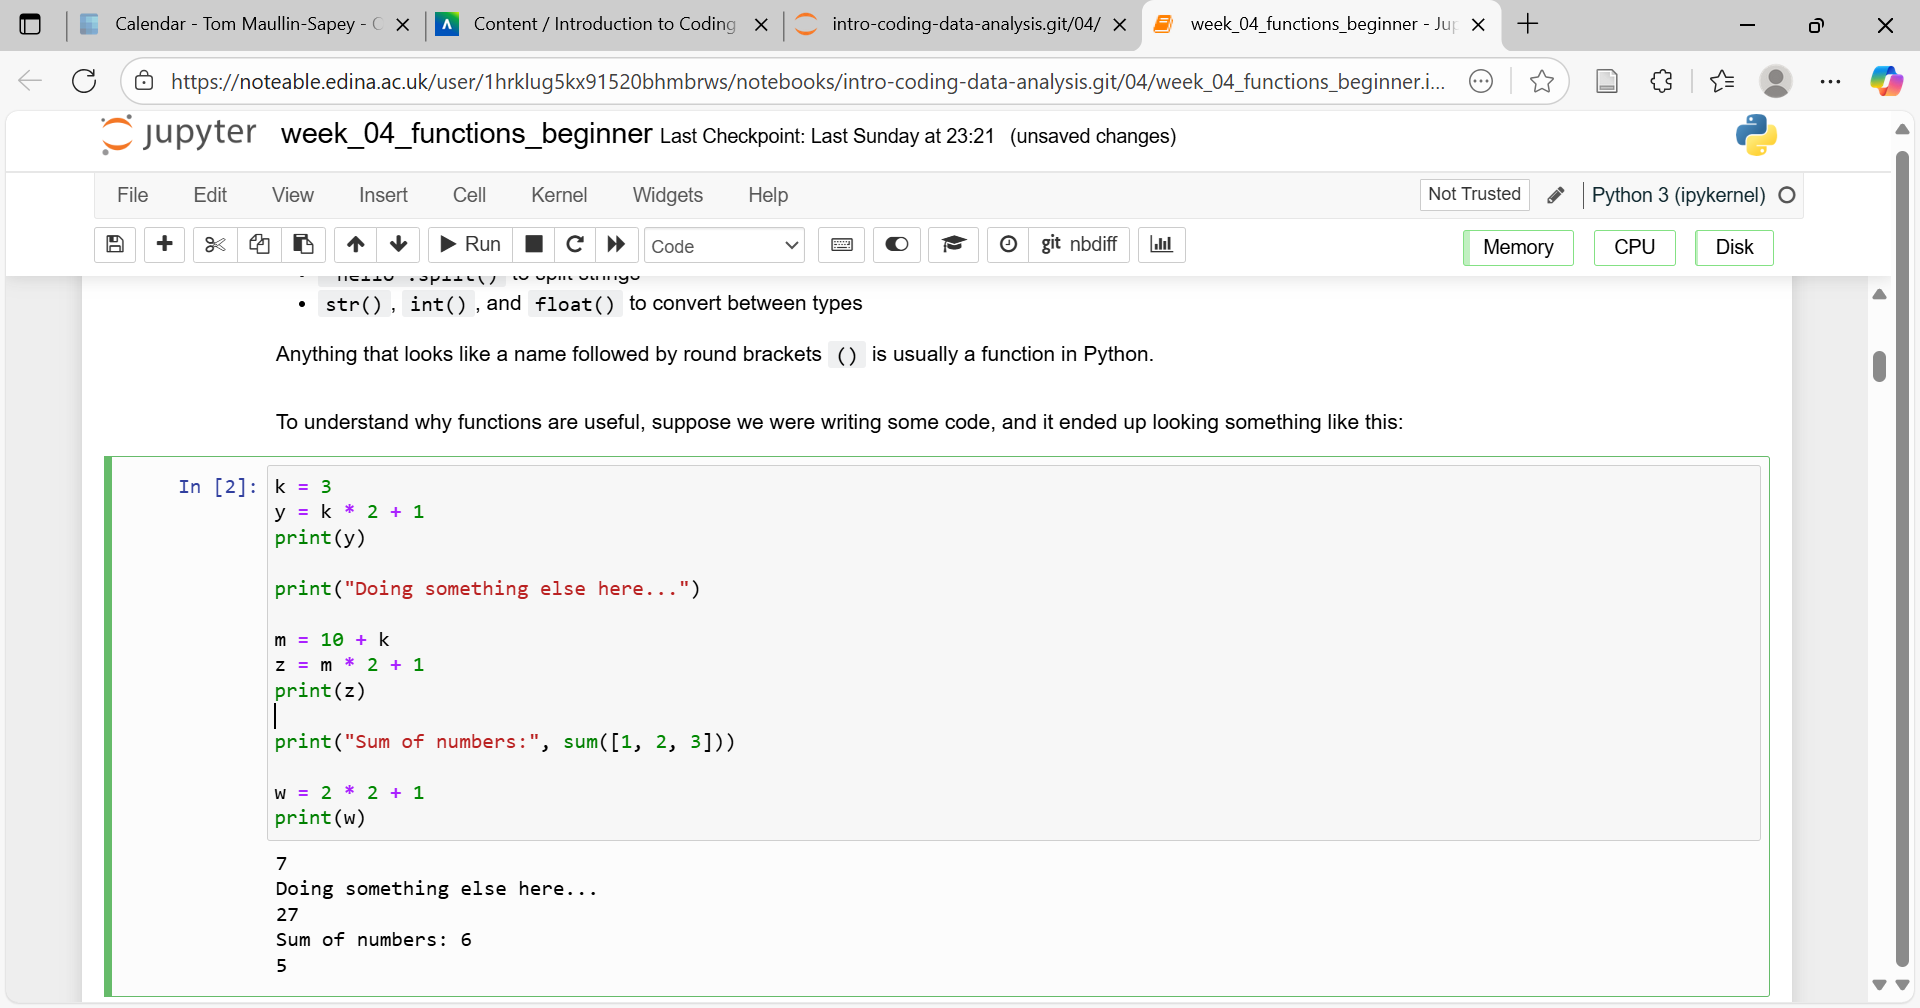 Calendar - Tom Maullin-Sapey -
Content / Introduction to Coding
intro-coding-data-analysis.git/04/
week_04_functions_beginner - Jup
https://noteable.edina.ac.uk/user/1hrklug5kx91520bhmbrws/notebooks/intro-coding-data-analysis.git/04/week_04_functions_beginner.i...
jupyter week_04_functions_beginner Last Checkpoint: Last Sunday at 23:21 (unsaved changes)
File Edit View Insert Cell Kernel Widgets Help Not Trusted Python 3 (ipykernel)
Run Code git nbdiff Memory CPU Disk
• "hello".split() to split strings
• str(), int(), and float() to convert between types
Anything that looks like a name followed by round brackets () is usually a function in Python.
To understand why functions are useful, suppose we were writing some code, and it ended up looking something like this:
In [2]: k = 3
y = k * 2 + 1
print(y)
print("Doing something else here...")
m = 10 + k
z = m * 2 + 1
print(z)
print("Sum of numbers:", sum([1, 2, 3]))
w = 2 * 2 + 1
print(w)
7
Doing something else here...
27
Sum of numbers: 6
5